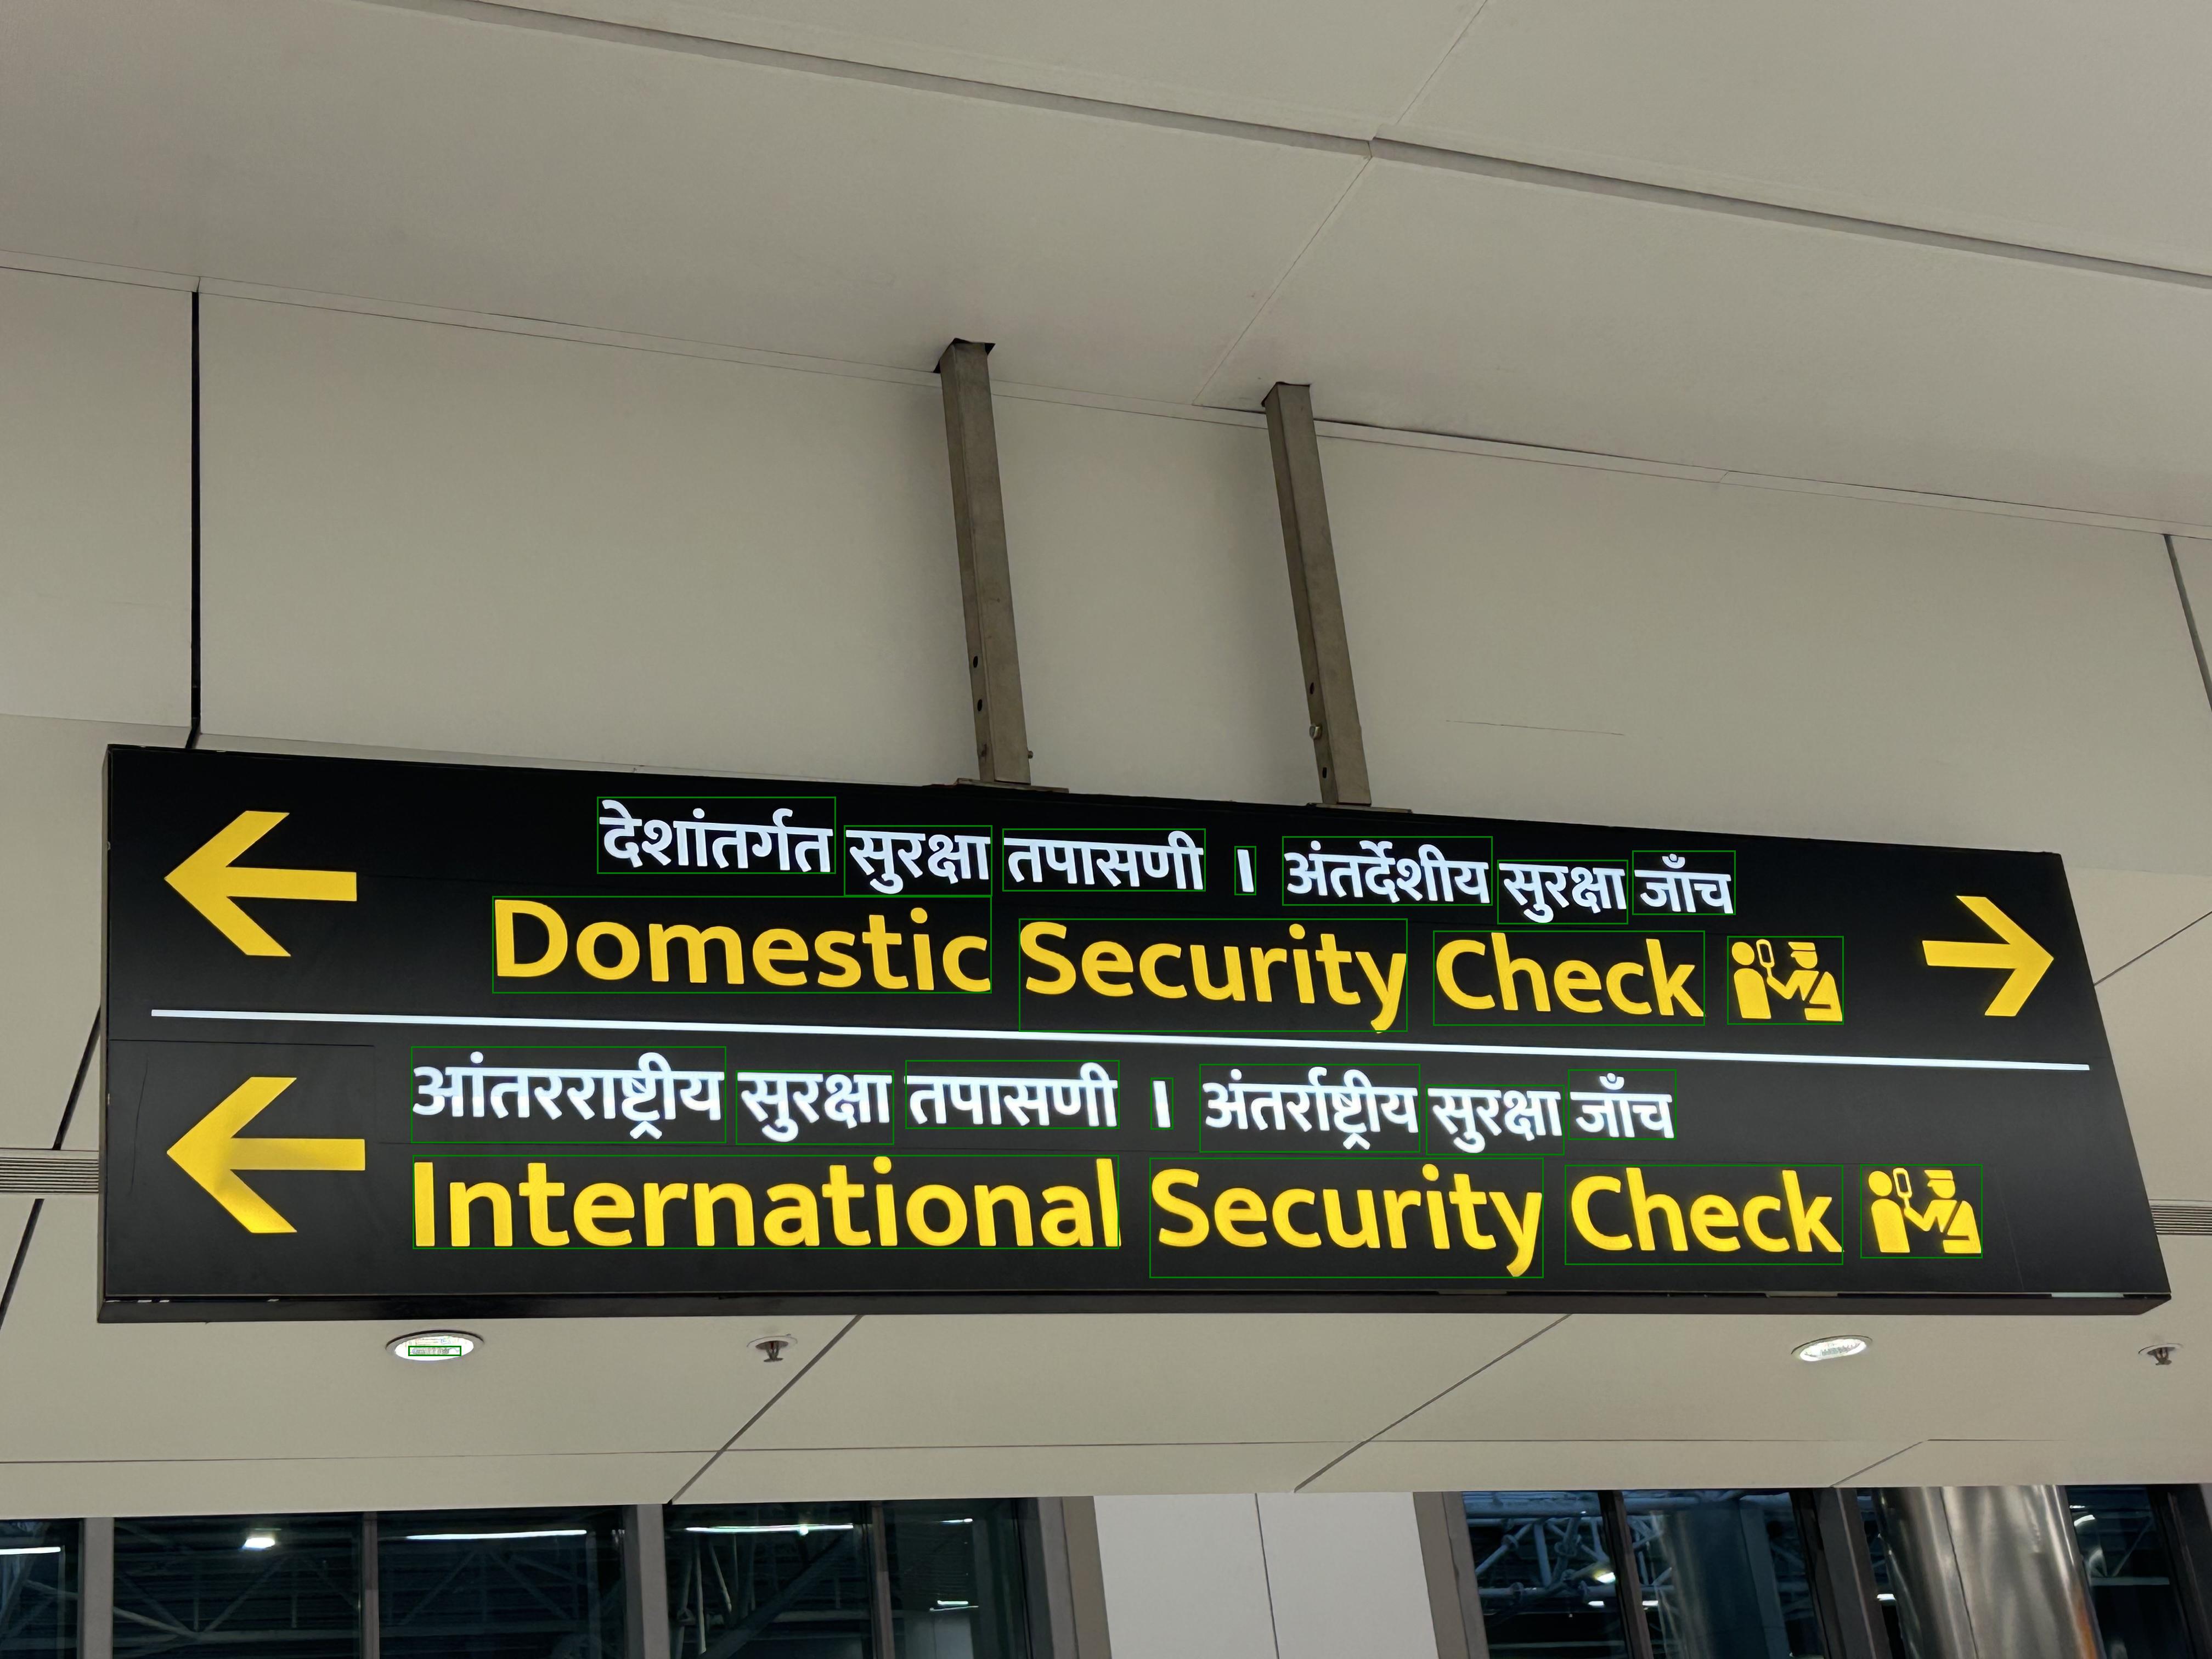 देशांतर्गत सुरक्षा तपासणी | अंतर्देशीय सुरक्षा जाँच
Domestic Security Check
आंतरराष्ट्रीय सुरक्षा तपासणी | अंतर्राष्ट्रीय सुरक्षा जाँच
International Security Check